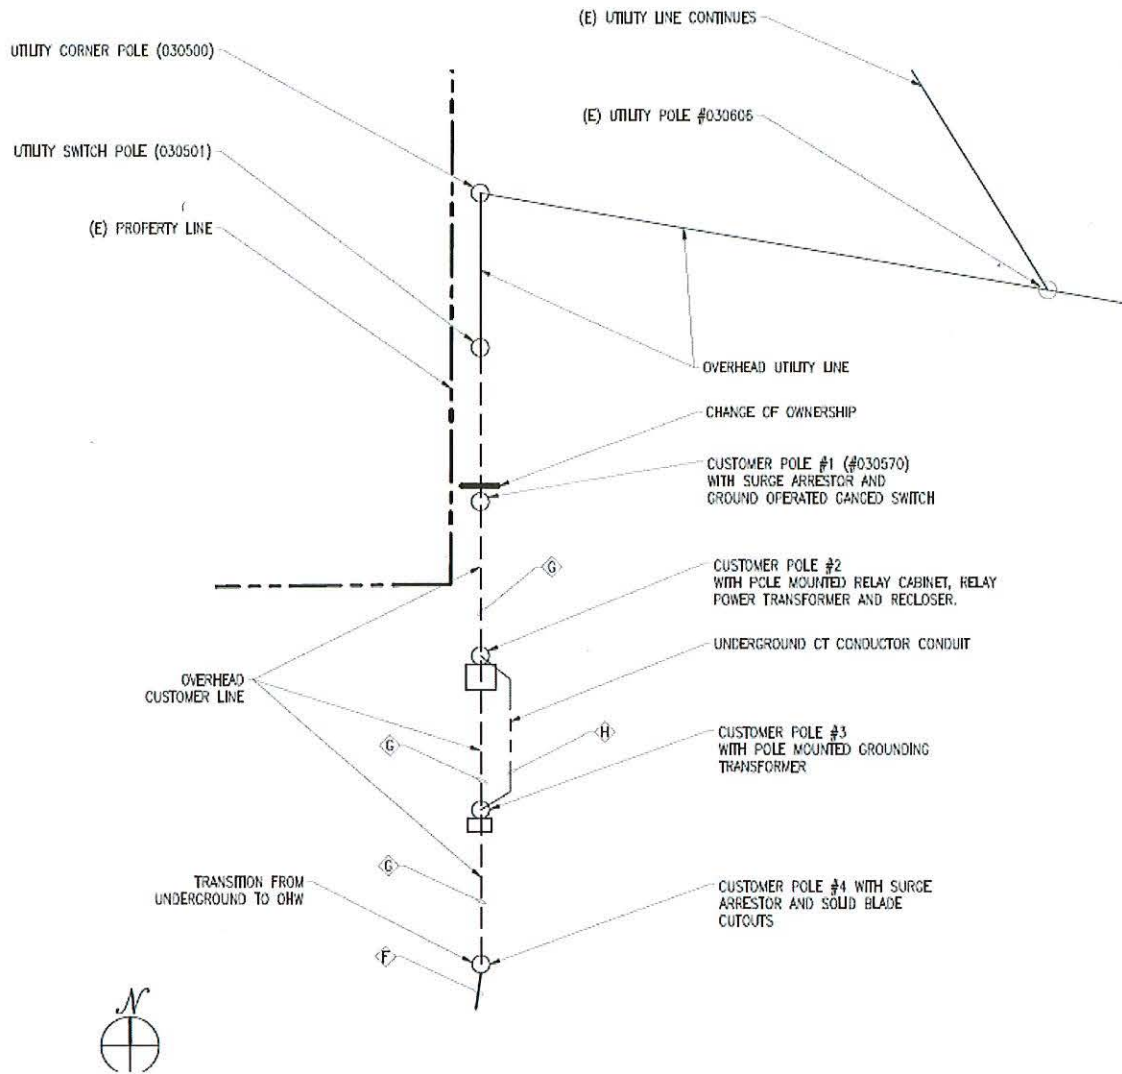 (E) UTILITY LINE CONTINUES
UTILITY CORNER POLE (030500)
(E) UTILITY POLE #030606
UTILITY SWITCH POLE (030501)
(E) PROPERTY LINE
OVERHEAD UTILITY LINE
CHANGE OF OWNERSHIP
CUSTOMER POLE #1 (#030570)
WITH SURGE ARRESTOR AND
GROUND OPERATED GANGED SWITCH
G
CUSTOMER POLE #2
WITH POLE MOUNTED RELAY CABINET, RELAY
POWER TRANSFORMER AND RECLOSER.
UNDERGROUND CT CONDUCTOR CONDUIT
OVERHEAD
CUSTOMER LINE
G
H
CUSTOMER POLE #3
WITH POLE MOUNTED GROUNDING
TRANSFORMER
G
TRANSITION FROM
UNDERGROUND TO OHW
CUSTOMER POLE #4 WITH SURGE
ARRESTOR AND SOLID BLADE
CUTOUTS
F
N